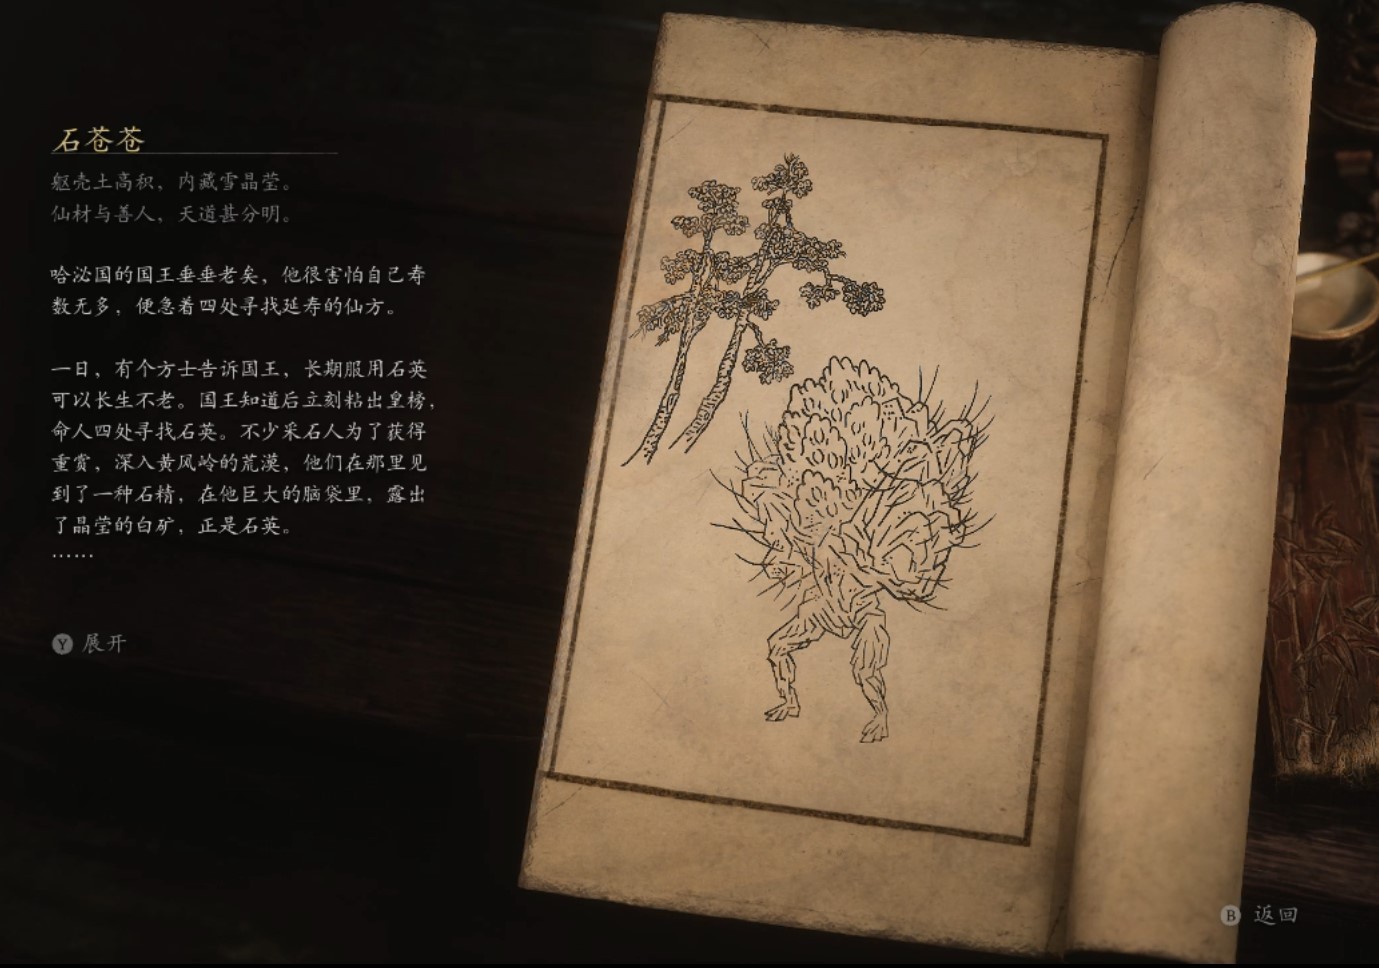 石苍苍
躯壳土高积，内藏雪晶莹。
仙材与善人，天道甚分明。
哈泌国的国王垂垂老矣，他很害怕自己寿
数无多，便急着四处寻找延寿的仙方。
一日，有个方士告诉国王，长期服用石英
可以长生不老。国王知道后立刻粘出皇榜，
命人四处寻找石英。不少采石人为了获得
重赏，深入黄风岭的荒漠，他们在那里见
到了一种石精，在他巨大的脑袋里，露出
了晶莹的白矿，正是石英。
……
Y 展开
B 返回